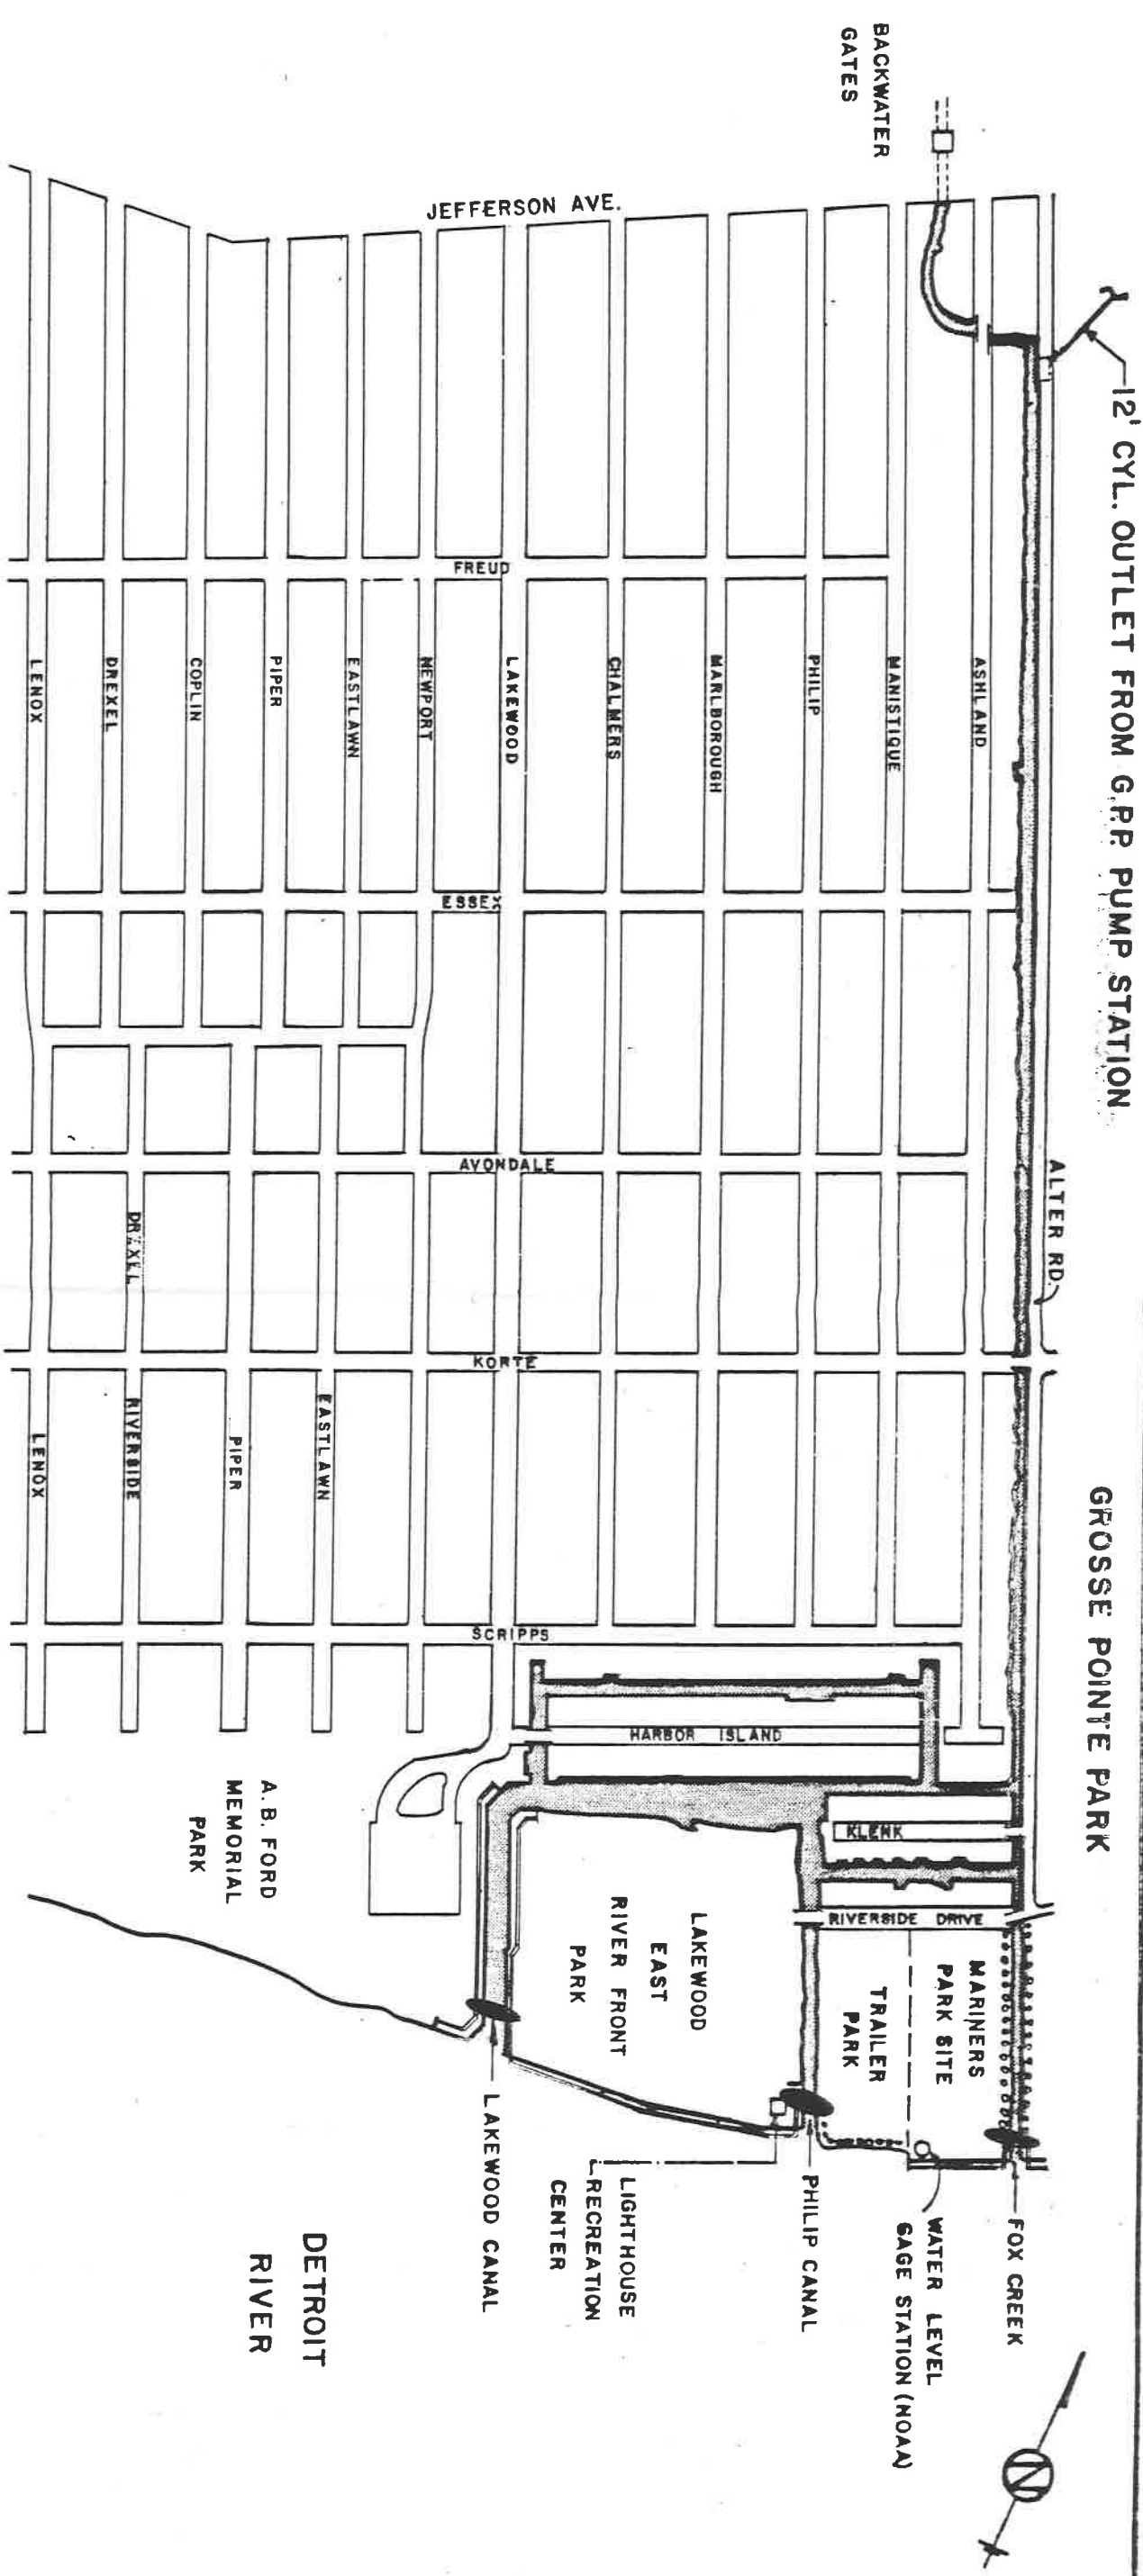 BACKWATER
GATES
12' CYL. OUTLET FROM G.P.P. PUMP STATION
GROSSE POINTE PARK
ALTER RD.
JEFFERSON AVE.
FREUD
ESSEX
AVONDALE
KORTE
SCRIPPS
ASHLAND
MANISTIQUE
PHILIP
MARLBOROUGH
CHALMERS
LAKEWOOD
NEWPORT
EASTLAWN
PIPER
COPLIN
DREXEL
LENOX
DREXEL
EASTLAWN
PIPER
RIVERSIDE
LENOX
HARBOR ISLAND
KLENK
RIVERSIDE DRIVE
MARINERS
PARK SITE
TRAILER
PARK
LAKEWOOD
EAST
RIVER FRONT
PARK
A.B. FORD
MEMORIAL
PARK
FOX CREEK
WATER LEVEL
GAGE STATION (NOAA)
PHILIP CANAL
LIGHTHOUSE
RECREATION
CENTER
LAKEWOOD CANAL
DETROIT
RIVER
N